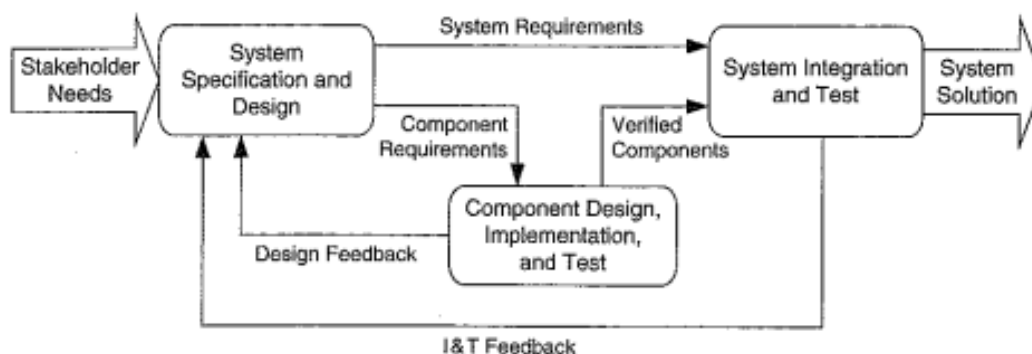 System Requirements
Stakeholder
Needs
System
Specification and
Design
System Integration
and Test
System
Solution
Component
Requirements
Verified
Components
Component Design,
Implementation,
and Test
Design Feedback
I&T Feedback